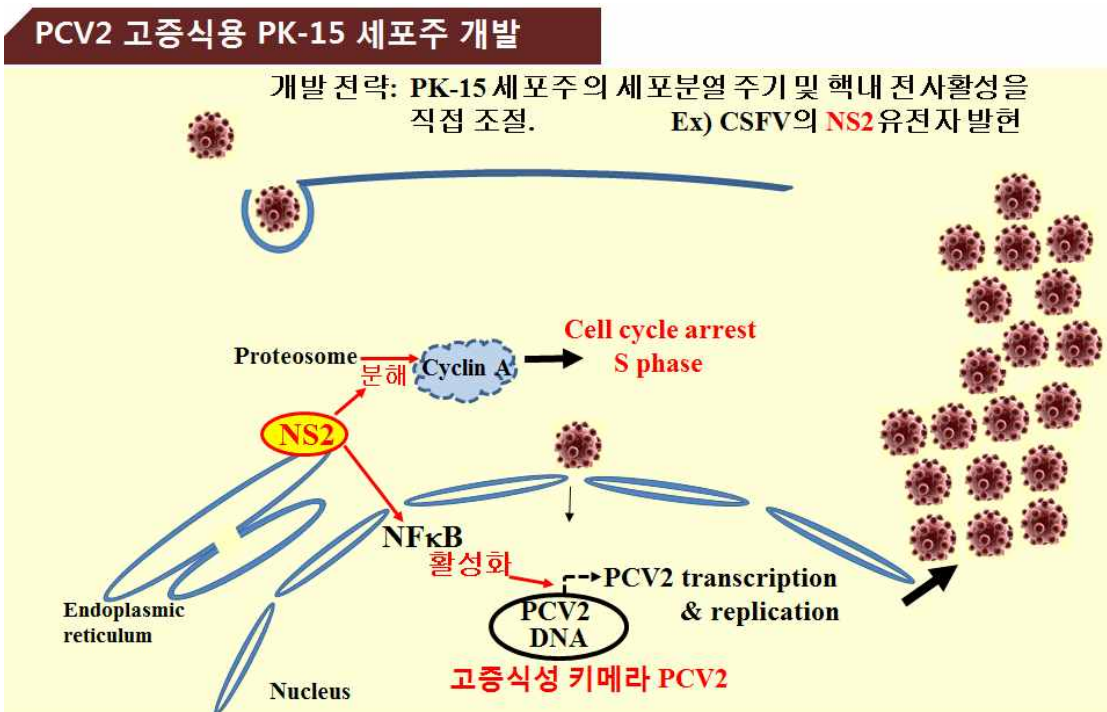 PCV2 고증식용 PK-15 세포주 개발
개발 전략: PK-15 세포주의 세포분열 주기 및 핵내 전사활성을
직접 조절. Ex) CSFV의 NS2 유전자 발현
Cell cycle arrest
S phase
Proteosome
분해
Cyclin A
NS2
NFκB
활성화
PCV2 transcription
& replication
PCV2
DNA
Endoplasmic
reticulum
고증식성 키메라 PCV2
Nucleus